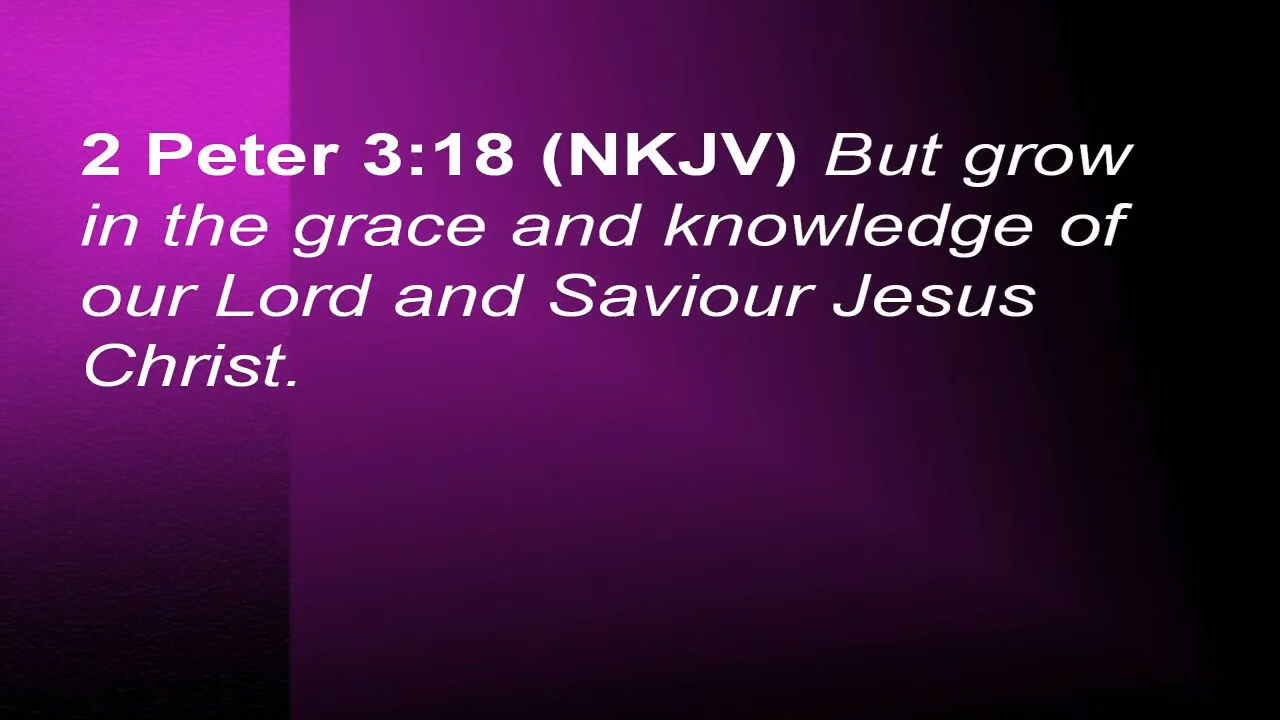 2 Peter 3:18 (NKJV) But grow
in the grace and knowledge of
our Lord and Saviour Jesus
Christ.